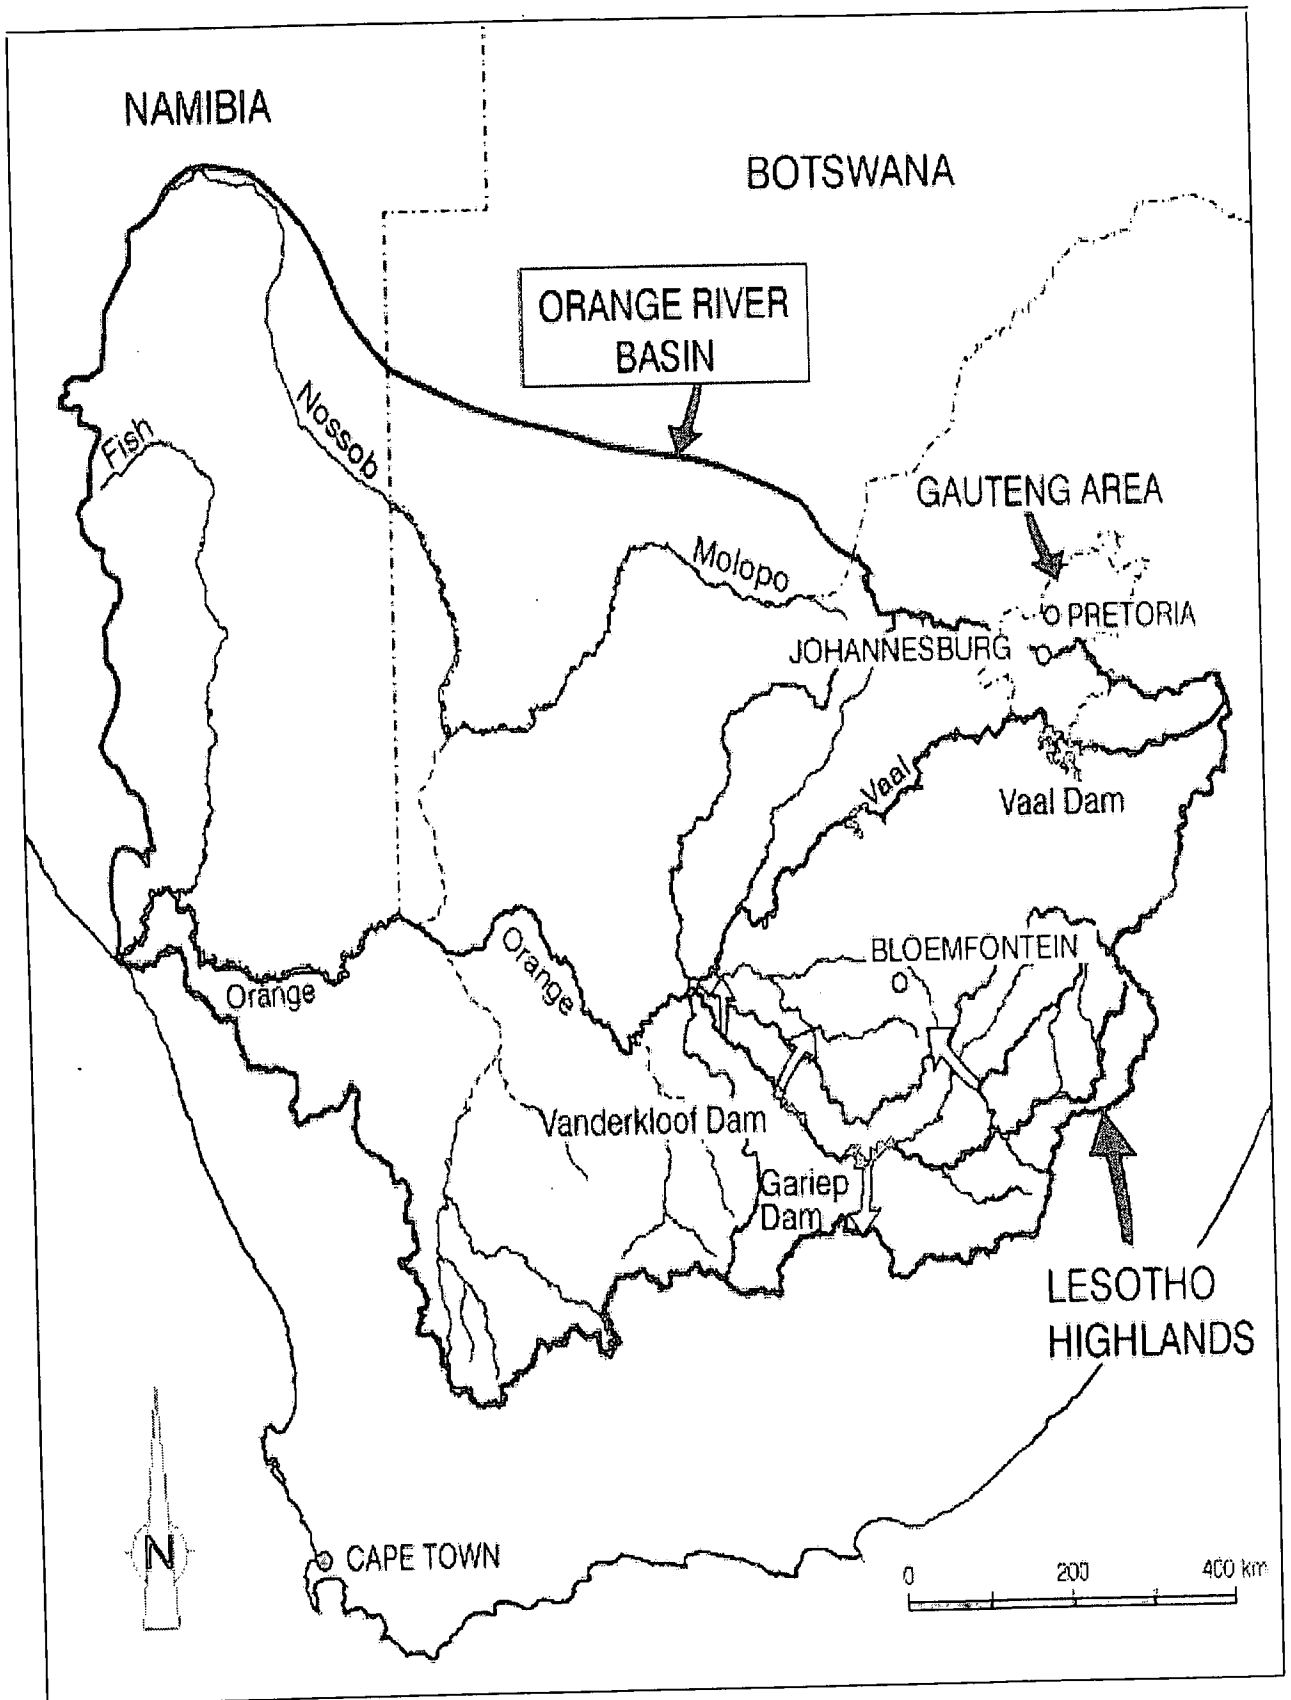 NAMIBIA
BOTSWANA
ORANGE RIVER
BASIN
Fish
Nossob
GAUTENG AREA
Molopo
PRETORIA
JOHANNESBURG
Vaal
Vaal Dam
BLOEMFONTEIN
Orange
Orange
Vanderkloof Dam
Gariep
Dam
LESOTHO
HIGHLANDS
N
CAPE TOWN
0 200 400 km